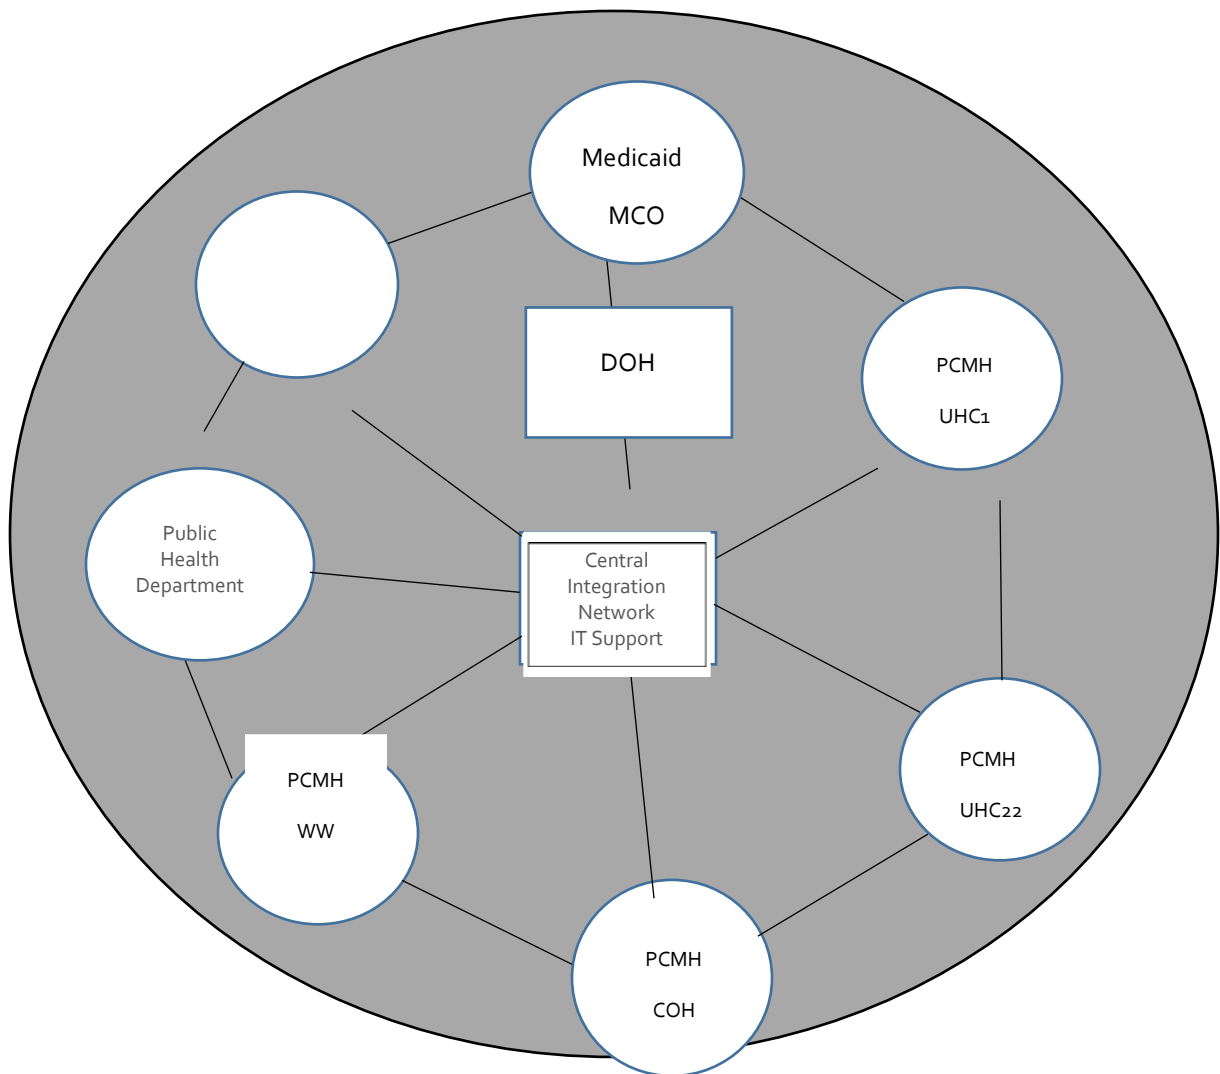 Medicaid
MCO
DOH
PCMH
UHC1
Public
Health
Department
Central
Integration
Network
IT Support
PCMH
UHC22
PCMH
WW
PCMH
COH